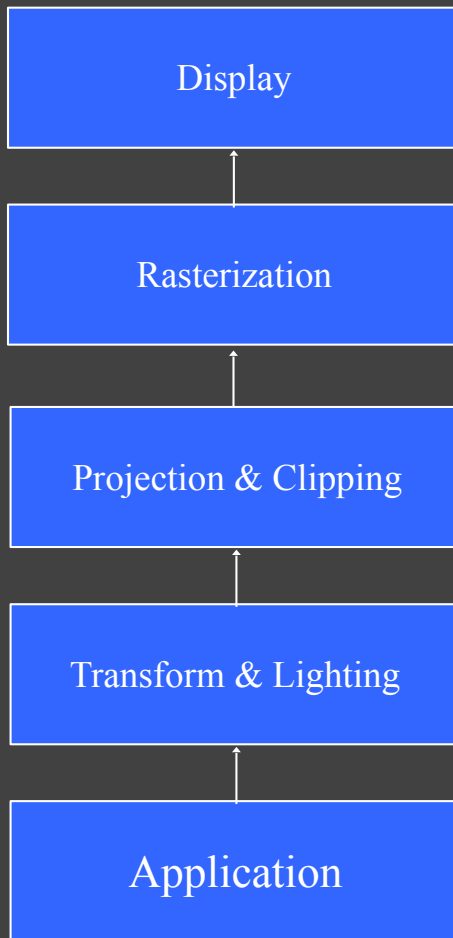 Display
Rasterization
Projection & Clipping
Transform & Lighting
Application